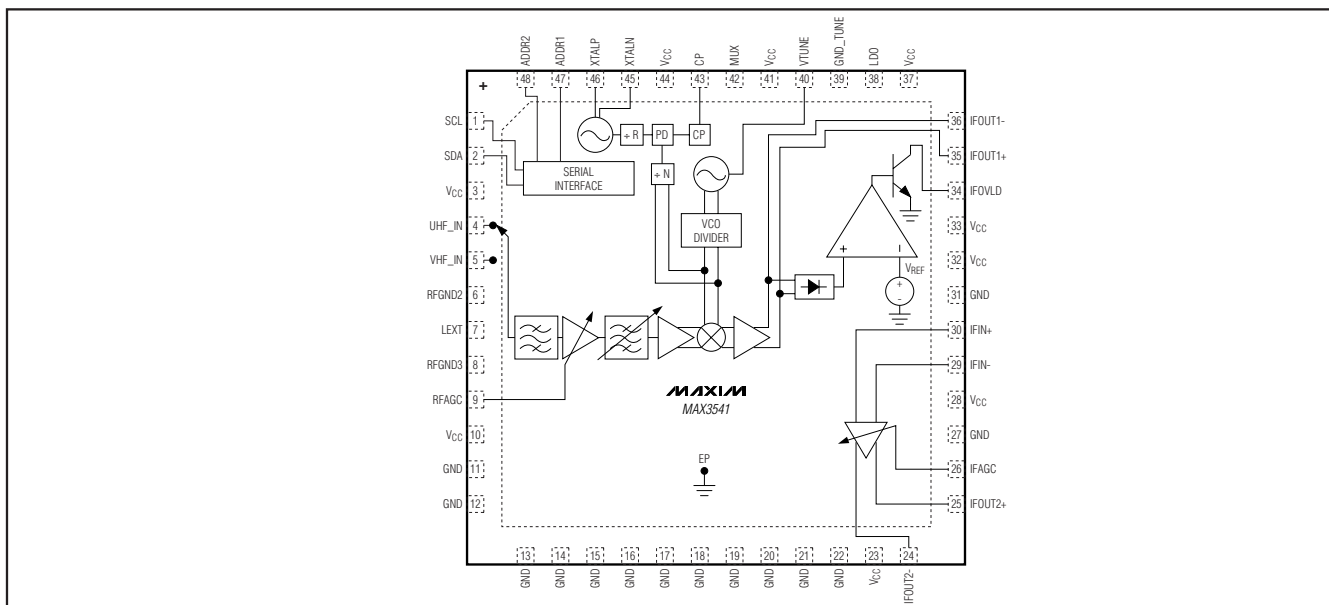 ADDR2
ADDR1
XTALP
XTALN
VCC
CP
MUX
VCC
VTUNE
GND_TUNE
LDO
VCC
48
47
46
45
44
43
42
41
40
39
38
37
+
SCL 1
SDA 2
VCC 3
UHF_IN 4
VHF_IN 5
RFGND2 6
LEXT 7
RFGND3 8
RFAGC 9
VCC 10
GND 11
GND 12
÷ R
PD
CP
÷ N
SERIAL
INTERFACE
VCO
DIVIDER
+
−
VREF
+
-
MAXIM
MAX3541
EP
36 IFOUT1-
35 IFOUT1+
34 IFOVLD
33 VCC
32 VCC
31 GND
30 IFIN+
29 IFIN-
28 VCC
27 GND
26 IFAGC
25 IFOUT2+
13
14
15
16
17
18
19
20
21
22
23
24
GND
GND
GND
GND
GND
GND
GND
GND
GND
GND
VCC
IFOUT2-